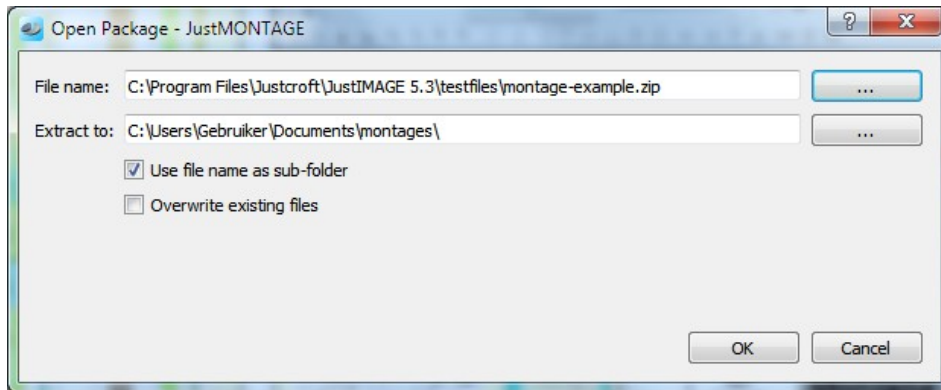 Open Package - JustMONTAGE
File name: C:\Program Files\Justcroft\JustIMAGE 5.3\testfiles\montage-example.zip ...
Extract to: C:\Users\Gebruiker\Documents\montages\ ...
Use file name as sub-folder
Overwrite existing files
OK Cancel